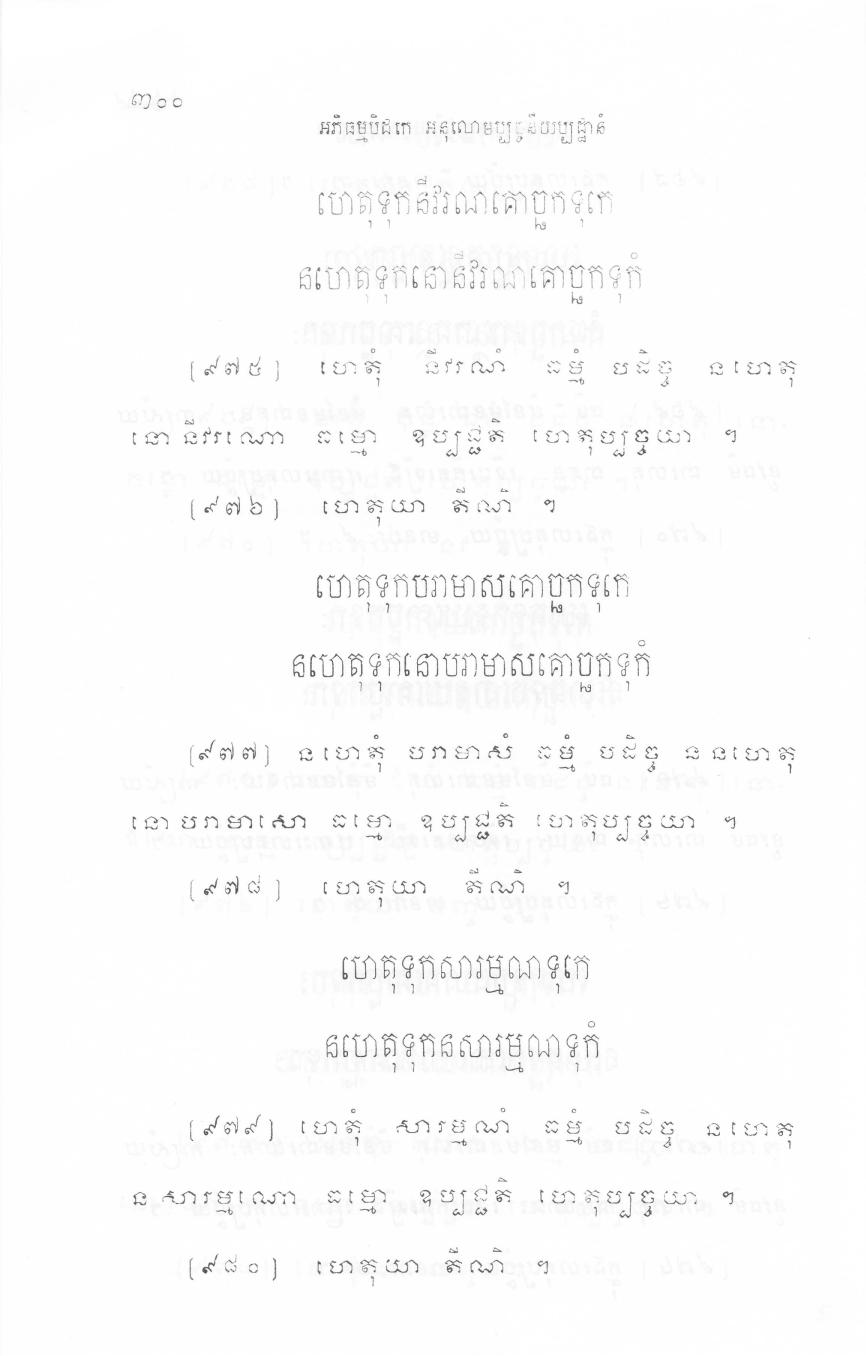 ៣០០
អភិធម្មបិដកេ អនុលោមប្បច្ចនីយប្បដ្ឋានំ
ហេតុទុកនីវរណគោច្ឆកទុកេ
នហេតុទុកនោនីវរណគោច្ឆកទុកំ
[៩៧៥] ហេតុំ នីវរណំ ធម្មំ បដិច្ច នហេតុ
នោនីវរណោ ធម្មោ ឧប្បជ្ជតិ ហេតុប្បច្ចយា ។
[៩៧៦] ហេតុយា តីណិ ។
ហេតុទុកបរាមាសគោច្ឆកទុកេ
នហេតុទុកនោបរាមាសគោច្ឆកទុកំ
[៩៧៧] នហេតុំ បរាមាសំ ធម្មំ បដិច្ច ននហេតុ
នោបរាមាសោ ធម្មោ ឧប្បជ្ជតិ ហេតុប្បច្ចយា ។
[៩៧៨] ហេតុយា តីណិ ។
ហេតុទុកសារម្មណទុកេ
នហេតុទុកនសារម្មណទុកំ
[៩៧៩] ហេតុំ សារម្មណំ ធម្មំ បដិច្ច នហេតុ
នសារម្មណោ ធម្មោ ឧប្បជ្ជតិ ហេតុប្បច្ចយា ។
[៩៨០] ហេតុយា តីណិ ។